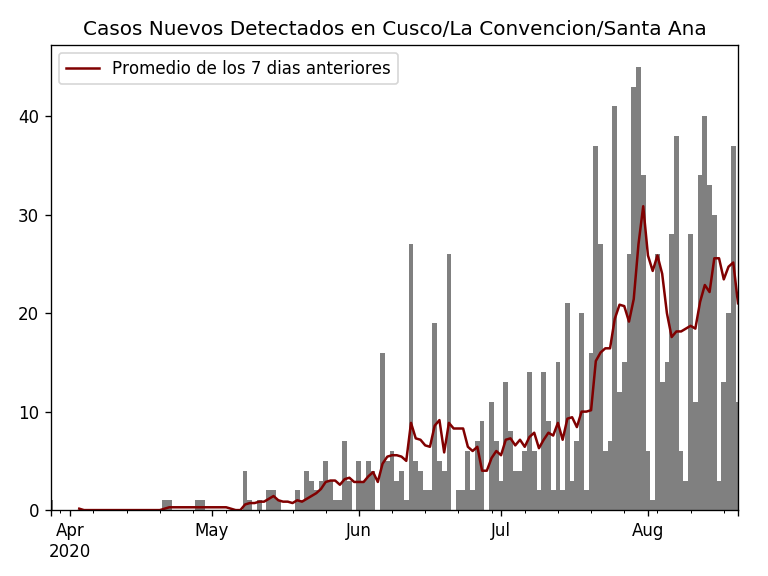 Casos Nuevos Detectados en Cusco/La Convencion/Santa Ana
Promedio de los 7 dias anteriores
40
30
20
10
0
Apr May Jun Jul Aug
2020